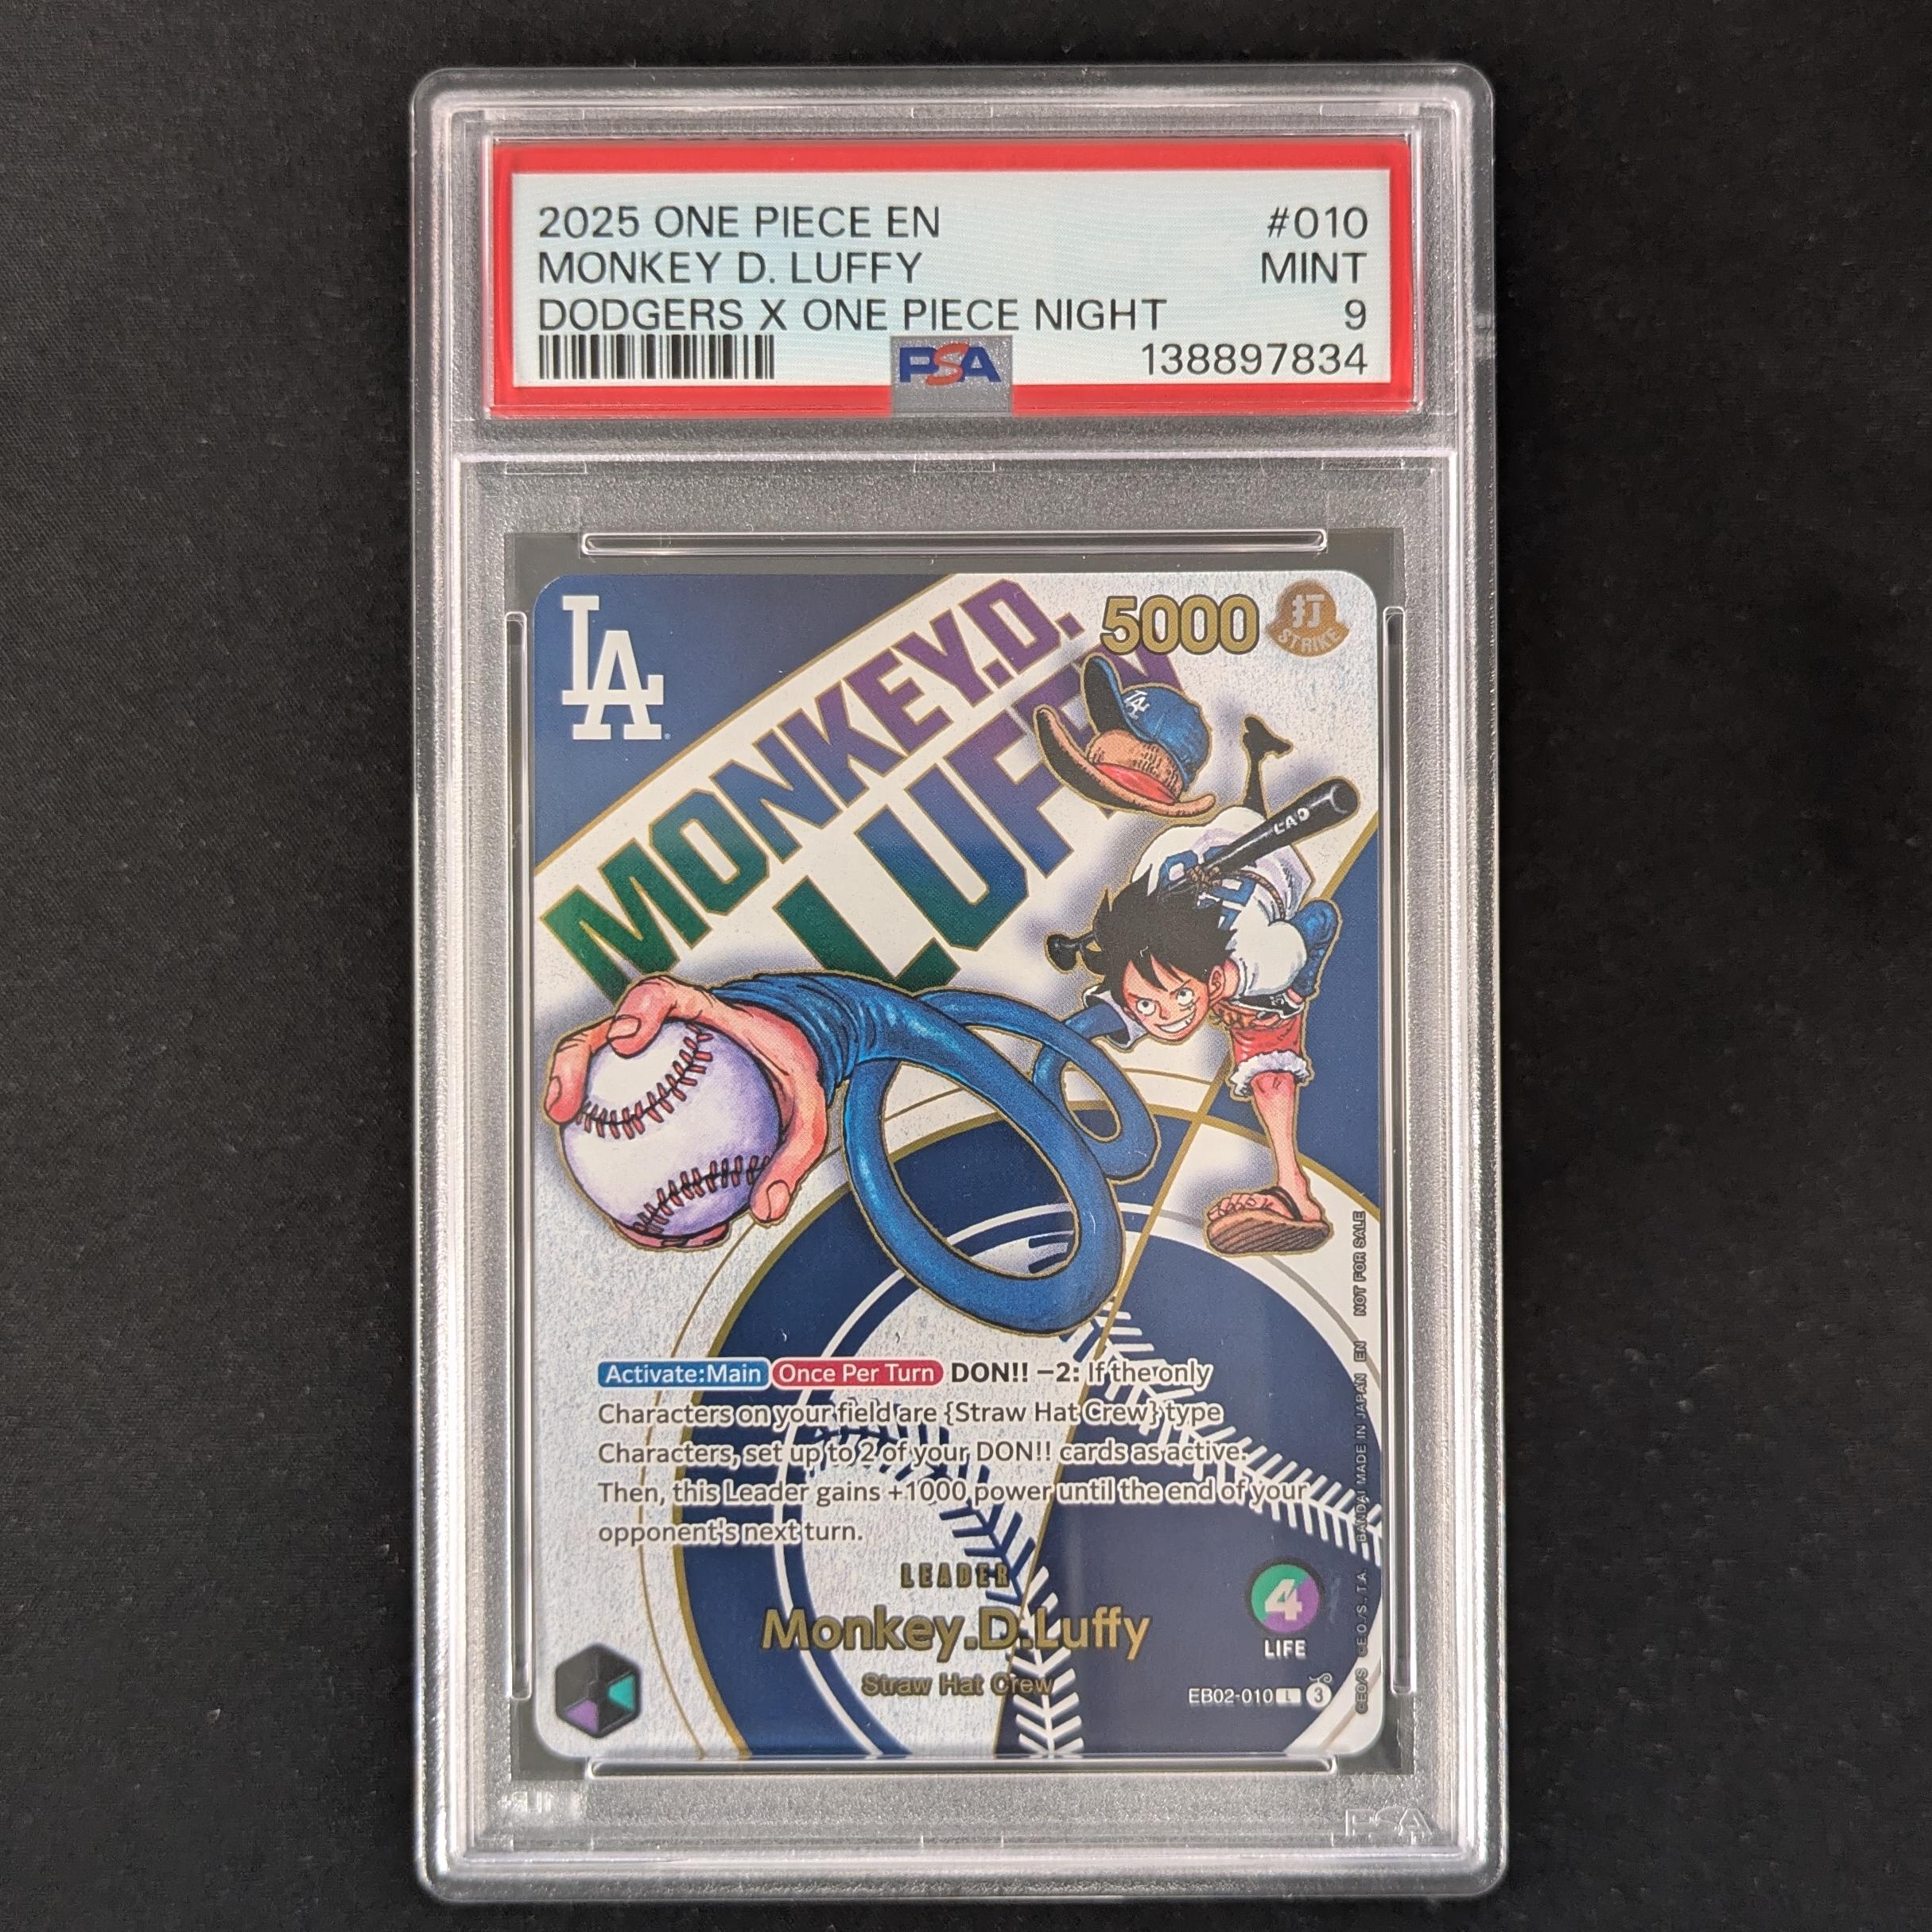 2025 ONE PIECE EN #010
MONKEY D. LUFFY MINT
DODGERS X ONE PIECE NIGHT 9
PSA 138897834
LA
MONKEY.D.
LUFFY
5000 打
STRIKE
LA
LAD
Activate:Main Once Per Turn DON!! −2: If the only
Characters on your field are {Straw Hat Crew} type
Characters, set up to 2 of your DON!! cards as active.
Then, this Leader gains +1000 power until the end of your
opponent's next turn.
LEADER
Monkey.D.Luffy
Straw Hat Crew
4
LIFE
EB02-010 L 3
BANDAI MADE IN JAPAN EN NOT FOR SALE
PSA